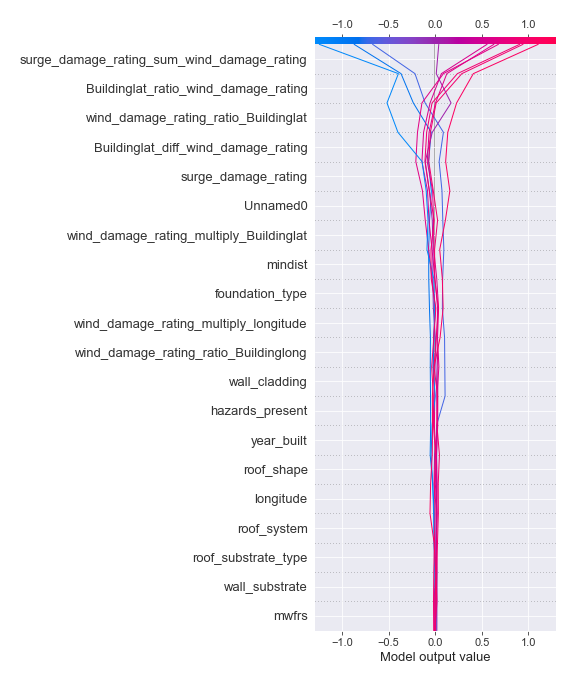 −1.0 −0.5 0.0 0.5 1.0
surge_damage_rating_sum_wind_damage_rating
Buildinglat_ratio_wind_damage_rating
wind_damage_rating_ratio_Buildinglat
Buildinglat_diff_wind_damage_rating
surge_damage_rating
Unnamed0
wind_damage_rating_multiply_Buildinglat
mindist
foundation_type
wind_damage_rating_multiply_longitude
wind_damage_rating_ratio_Buildinglong
wall_cladding
hazards_present
year_built
roof_shape
longitude
roof_system
roof_substrate_type
wall_substrate
mwfrs
−1.0 −0.5 0.0 0.5 1.0
Model output value